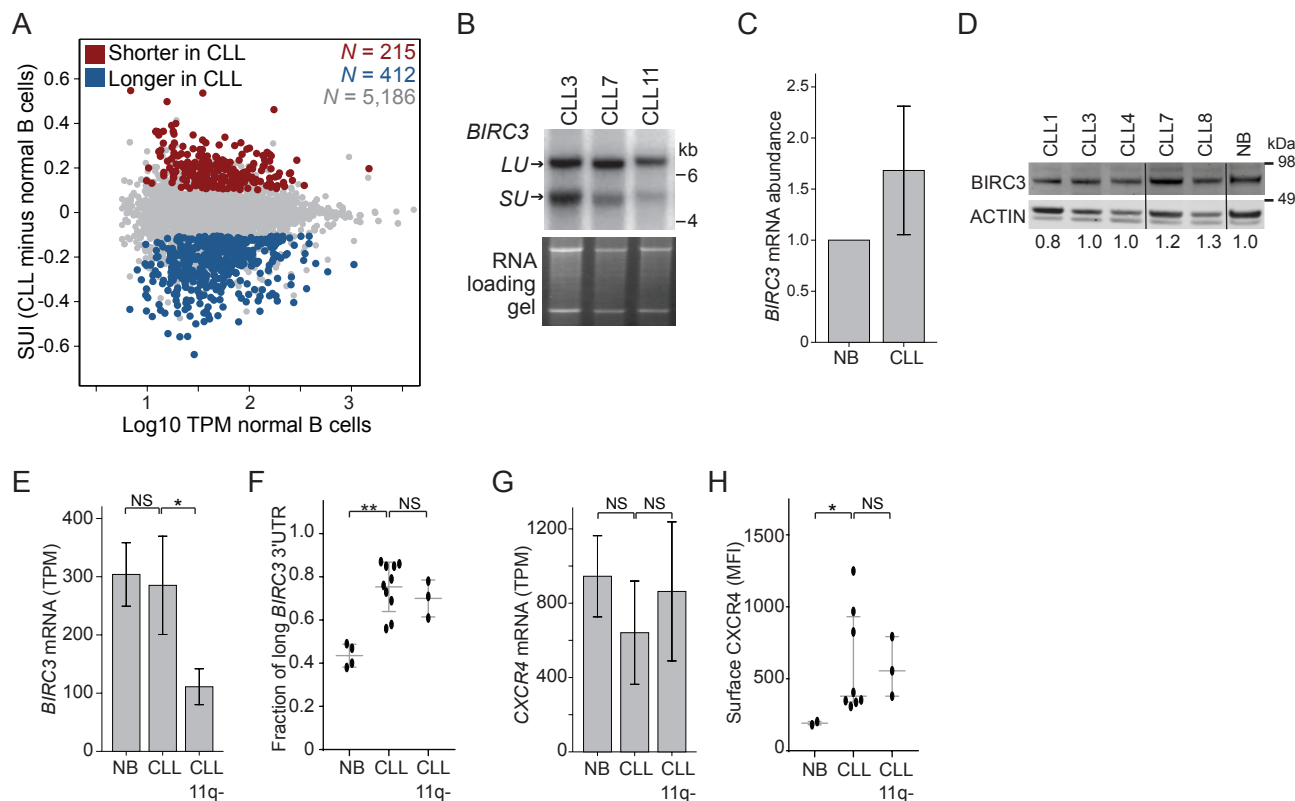 A
SUI (CLL minus normal B cells)
0.6
0.4
0.2
0
-0.2
-0.4
-0.6
Shorter in CLL
Longer in CLL
N = 215
N = 412
N = 5,186
1
2
3
Log10 TPM normal B cells
B
CLL3
CLL7
CLL11
BIRC3
LU
SU
kb
6
4
RNA
loading
gel
C
BIRC3 mRNA abundance
2.5
2.0
1.5
1.0
0.5
0
NB
CLL
D
CLL1
CLL3
CLL4
CLL7
CLL8
NB
kDa
98
49
BIRC3
ACTIN
0.8 1.0 1.0 1.2 1.3 1.0
E
BIRC3 mRNA (TPM)
400
300
200
100
0
NS
*
NB CLL CLL
11q-
F
Fraction of long BIRC3 3'UTR
1.0
0.8
0.6
0.4
0.2
0
**
NS
NB CLL CLL
11q-
G
CXCR4 mRNA (TPM)
1200
900
600
300
0
NS
NS
NB CLL CLL
11q-
H
Surface CXCR4 (MFI)
1500
1000
500
0
*
NS
NB CLL CLL
11q-